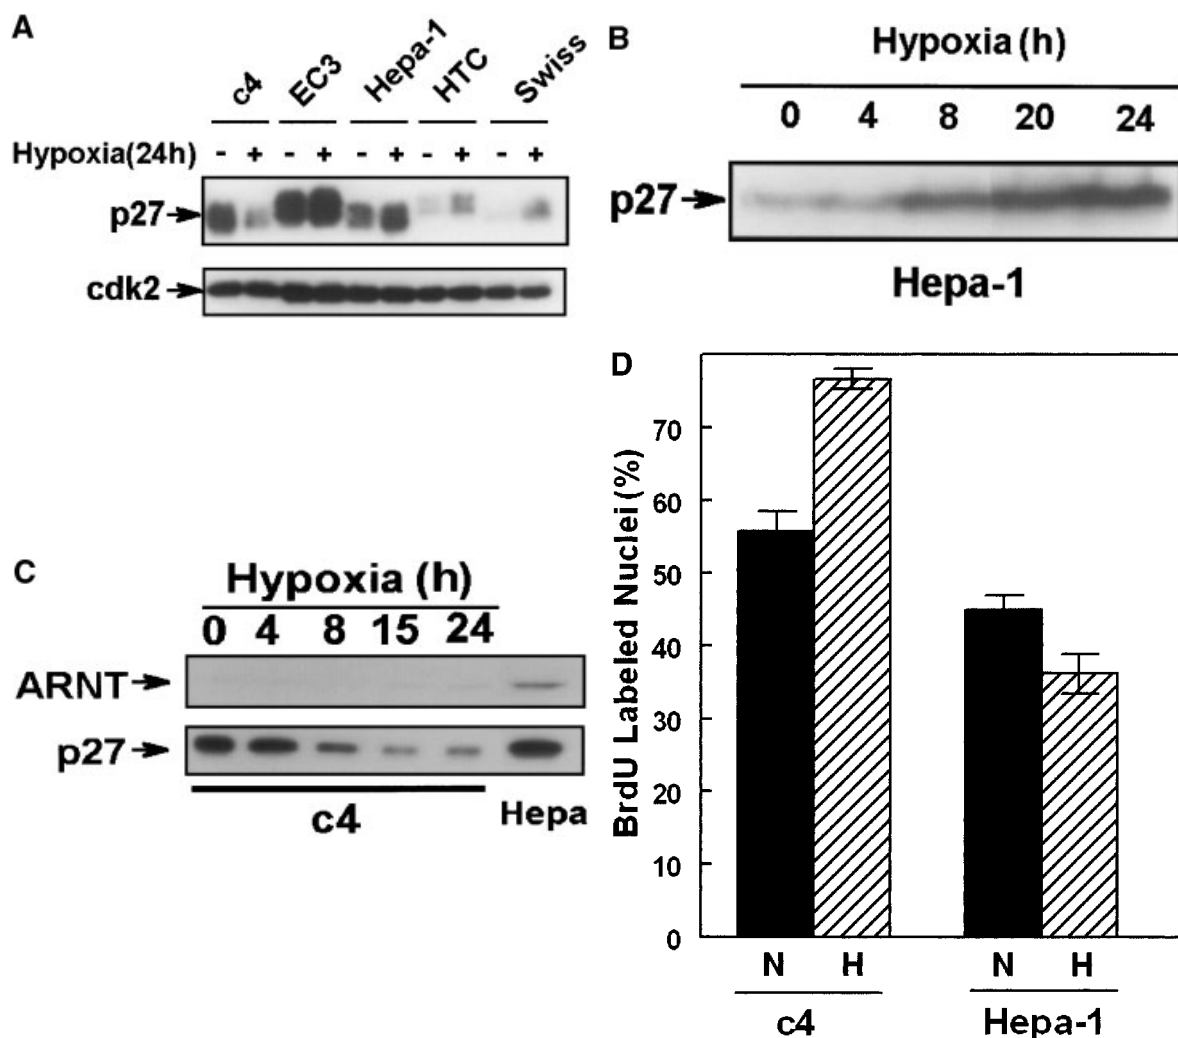 A
c4 EC3 Hepa-1 HTC Swiss
Hypoxia(24h) - + - + - + - + - +
p27
cdk2
B
Hypoxia (h)
0 4 8 20 24
p27
Hepa-1
C
Hypoxia (h)
0 4 8 15 24
ARNT
p27
c4 Hepa
D
BrdU Labeled Nuclei (%)
70
60
50
40
30
20
10
0
N H N H
c4 Hepa-1